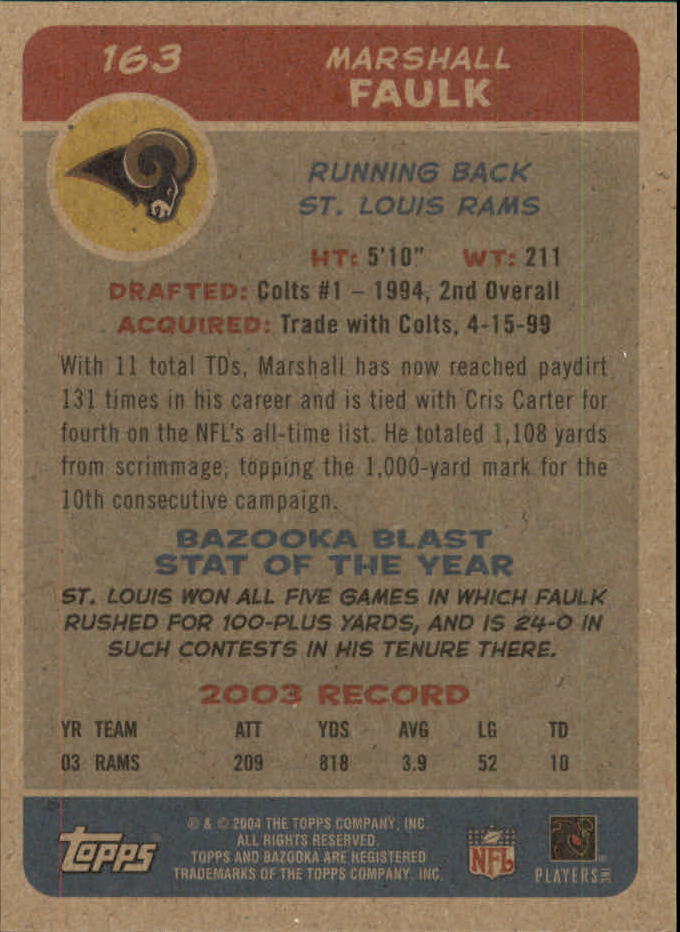 163
MARSHALL
FAULK
RUNNING BACK
ST. LOUIS RAMS
HT: 5'10" WT: 211
DRAFTED: Colts #1 – 1994, 2nd Overall
ACQUIRED: Trade with Colts, 4-15-99
With 11 total TDs, Marshall has now reached paydirt
131 times in his career and is tied with Cris Carter for
fourth on the NFL's all-time list. He totaled 1,108 yards
from scrimmage, topping the 1,000-yard mark for the
10th consecutive campaign.
BAZOOKA BLAST
STAT OF THE YEAR
ST. LOUIS WON ALL FIVE GAMES IN WHICH FAULK
RUSHED FOR 100-PLUS YARDS, AND IS 24-0 IN
SUCH CONTESTS IN HIS TENURE THERE.
2003 RECORD
YR TEAM ATT YDS AVG LG TD
03 RAMS 209 818 3.9 52 10
® & © 2004 THE TOPPS COMPANY, INC.
ALL RIGHTS RESERVED.
TOPPS AND BAZOOKA ARE REGISTERED
TRADEMARKS OF THE TOPPS COMPANY, INC.
TOPPS
NFL
PLAYERS INC